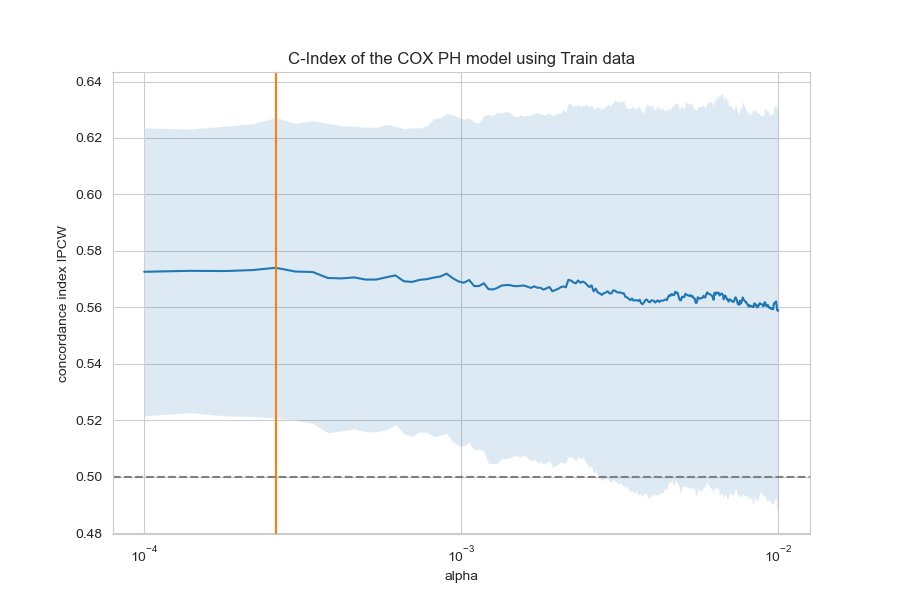 C-Index of the COX PH model using Train data
concordance index IPCW
0.64
0.62
0.60
0.58
0.56
0.54
0.52
0.50
0.48
10⁻⁴ 10⁻³ 10⁻²
alpha